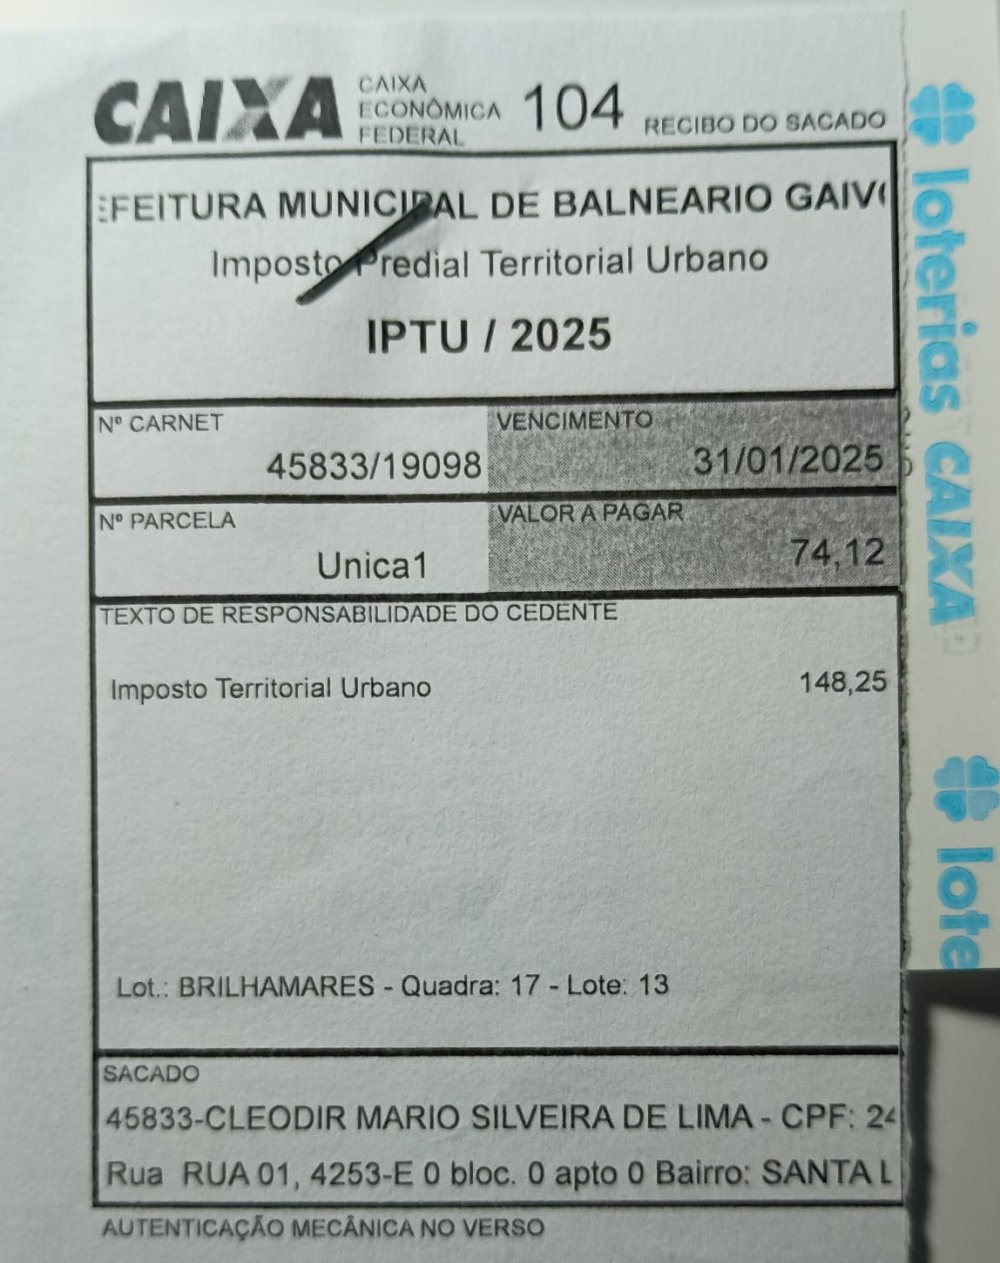 CAIXA CAIXA ECONÔMICA FEDERAL 104 RECIBO DO SACADO
EFEITURA MUNICIPAL DE BALNEARIO GAIV
Imposto Predial Territorial Urbano
IPTU / 2025
Nº CARNET
45833/19098
VENCIMENTO
31/01/2025
Nº PARCELA
Unica1
VALOR A PAGAR
74,12
TEXTO DE RESPONSABILIDADE DO CEDENTE
Imposto Territorial Urbano 148,25
Lot.: BRILHAMARES - Quadra: 17 - Lote: 13
SACADO
45833-CLEODIR MARIO SILVEIRA DE LIMA - CPF: 24
Rua RUA 01, 4253-E 0 bloc. 0 apto 0 Bairro: SANTA L
AUTENTICAÇÃO MECÂNICA NO VERSO
loterias CAIXA
lote